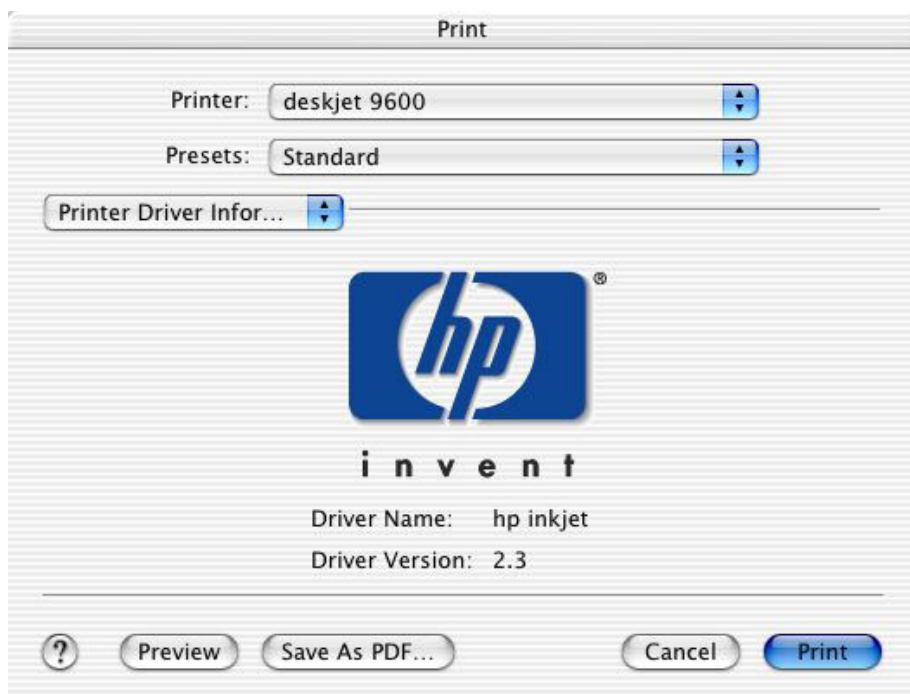 Print
Printer: deskjet 9600
Presets: Standard
Printer Driver Infor...
hp ®
invent
Driver Name: hp inkjet
Driver Version: 2.3
? Preview Save As PDF... Cancel Print